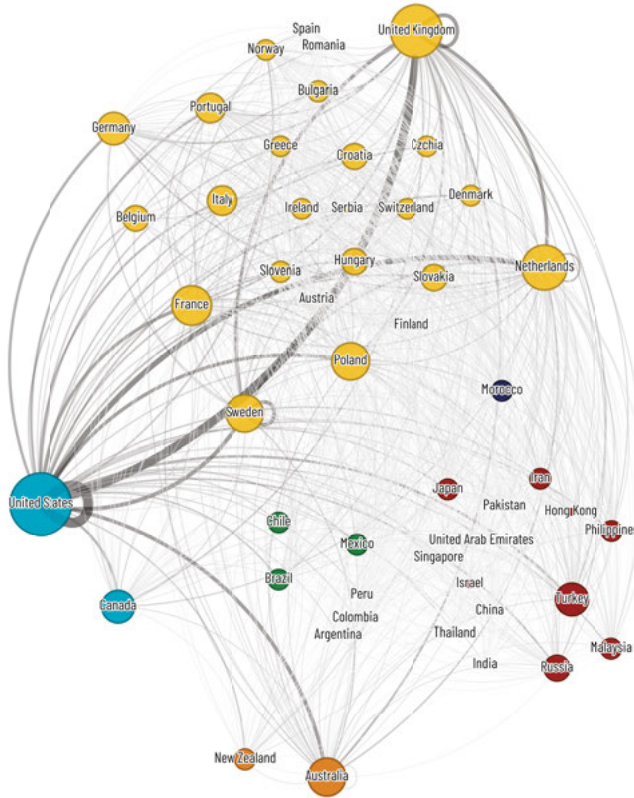 Spain
United Kingdom
Norway
Romania
Bulgaria
Portugal
Germany
Greece
Croatia
Czchia
Italy
Ireland
Serbia
Switzerland
Denmark
Belgium
Slovenia
Hungary
Slovakia
Netherlands
France
Austria
Finland
Poland
Morocco
Sweden
United States
Japan
Iran
Pakistan
Hong Kong
Chile
Philippine
Mexico
United Arab Emirates
Singapore
Brazil
Israel
Peru
Turkey
Canada
China
Colombia
Argentina
Thailand
Malaysia
India
Russia
New Zealand
Australia